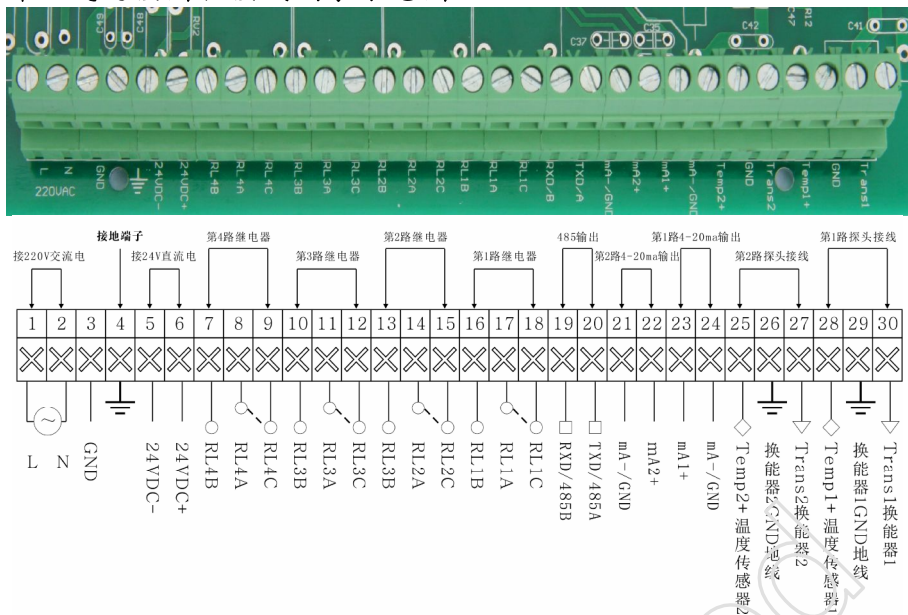 C49
C48
RV2
C37
C36
C35
C42
C47
R12
C41
L
N
GND
24VDC-
24VDC+
RL4B
RL4A
RL4C
RL3B
RL3A
RL3C
RL2B
RL2A
RL2C
RL1B
RL1A
RL1C
RXD/B
TXD/A
mA-/GND
mA2+
mA1+
mA-/GND
Temp2+
GND
Trans2
Temp1+
GND
Trans1
220VAC
接地端子
第4路继电器
第2路继电器
485输出
第1路4-20ma输出
第1路探头接线
接220V交流电
接24V直流电
第3路继电器
第1路继电器
第2路4-20ma输出
第2路探头接线
1 2 3 4 5 6 7 8 9 10 11 12 13 14 15 16 17 18 19 20 21 22 23 24 25 26 27 28 29 30
L
N
GND
24VDC-
24VDC+
RL4B
RL4A
RL4C
RL3B
RL3A
RL3C
RL3B
RL2A
RL2C
RL1B
RL1A
RL1C
RXD/485B
TXD/485A
mA-/GND
mA2+
mA1+
mA-/GND
Temp2+温度传感器2
换能器2GND地线
Trans2换能器2
Temp1+温度传感器1
换能器1GND地线
Trans1换能器1